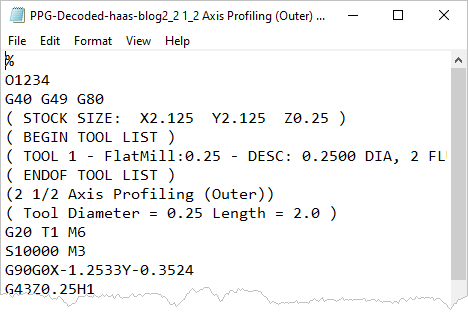 PPG-Decoded-haas-blog2_2 1_2 Axis Profiling (Outer) ...
File Edit Format View Help
%
O1234
G40 G49 G80
( STOCK SIZE:  X2.125  Y2.125  Z0.25 )
( BEGIN TOOL LIST )
( TOOL 1 - FlatMill:0.25 - DESC: 0.2500 DIA, 2 FLU
( ENDOF TOOL LIST )
(2 1/2 Axis Profiling (Outer))
( Tool Diameter = 0.25 Length = 2.0 )
G20 T1 M6
S10000 M3
G90G0X-1.2533Y-0.3524
G43Z0.25H1